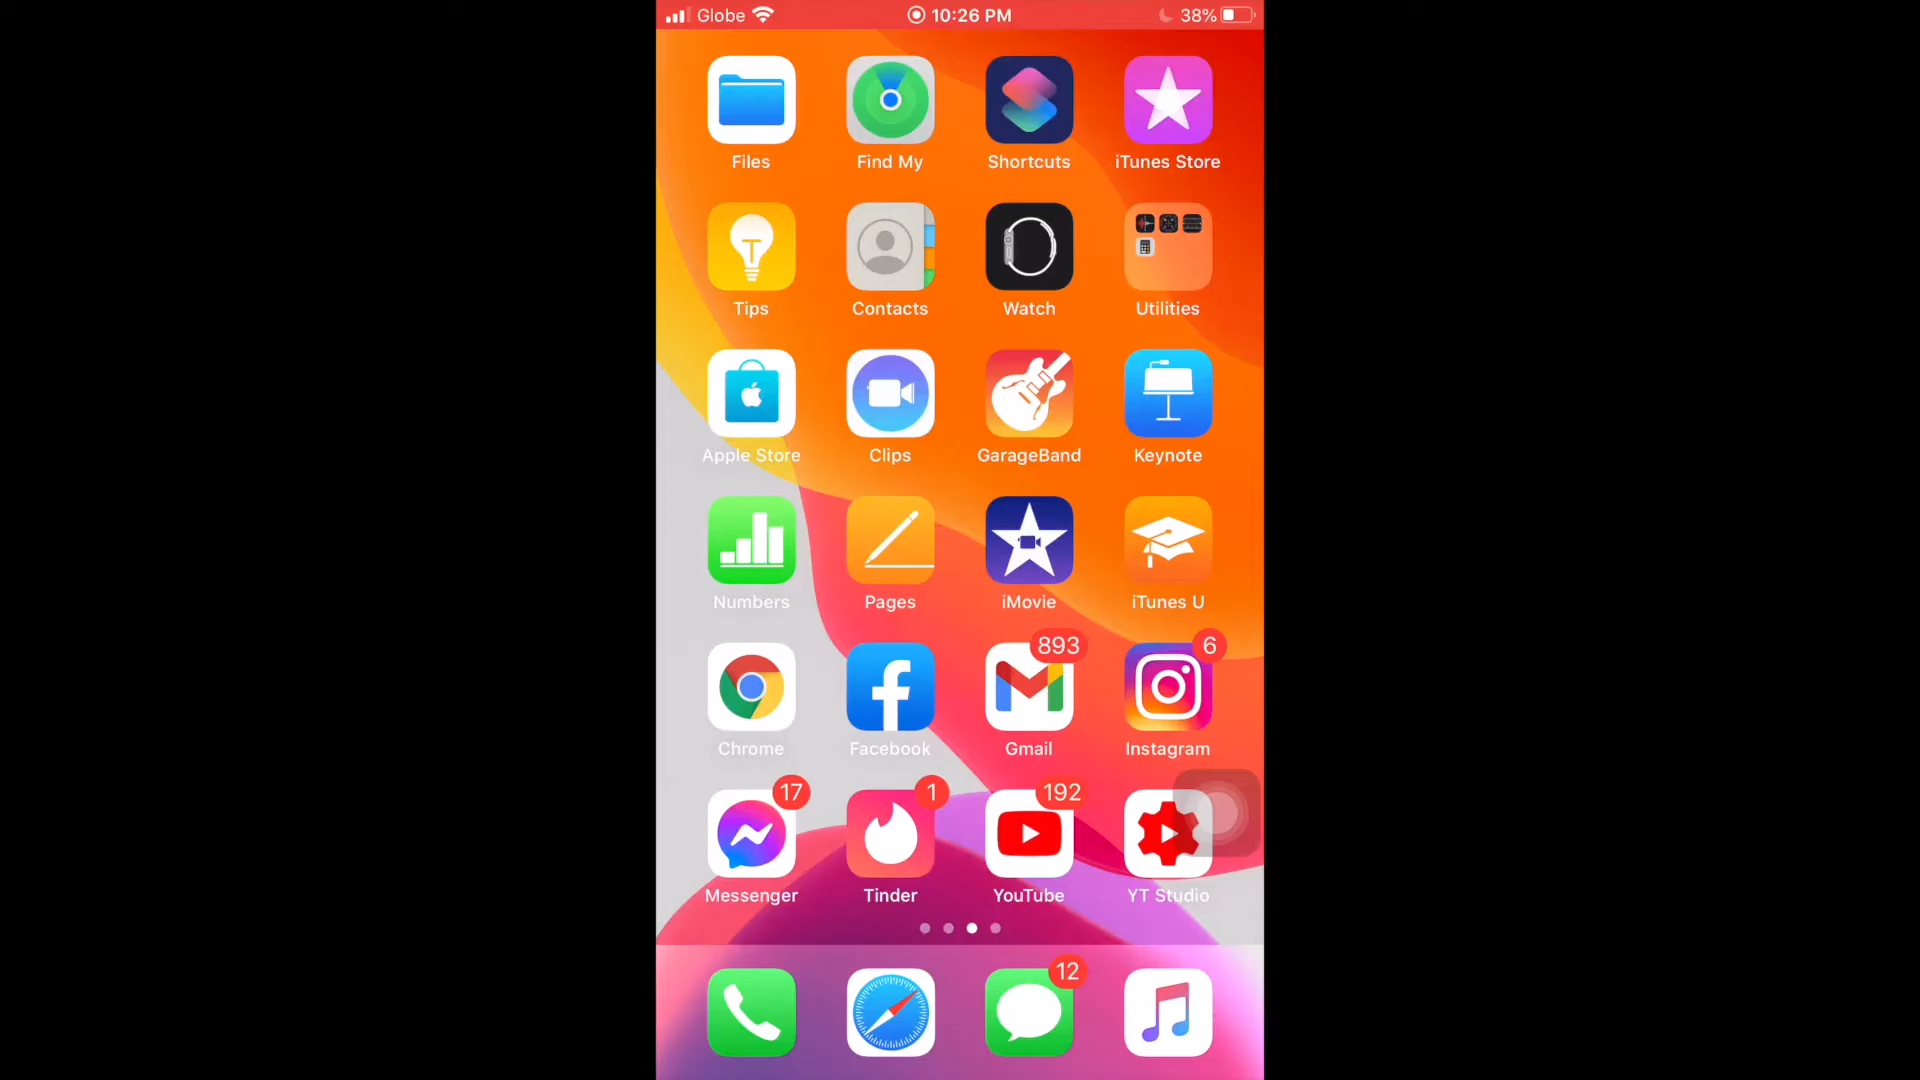 Globe 10:26 PM 38%
Files Find My Shortcuts iTunes Store
Tips Contacts Watch Utilities
Apple Store Clips GarageBand Keynote
Numbers Pages iMovie iTunes U
893 6
Chrome Facebook Gmail Instagram
17 1 192
Messenger Tinder YouTube YT Studio
12